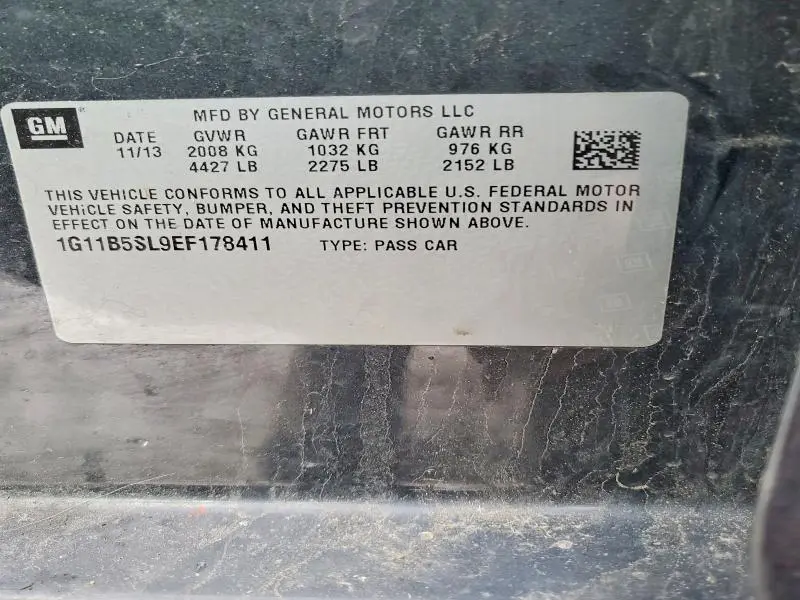 GM
MFD BY GENERAL MOTORS LLC
DATE GVWR GAWR FRT GAWR RR
11/13 2008 KG 1032 KG 976 KG
4427 LB 2275 LB 2152 LB
THIS VEHICLE CONFORMS TO ALL APPLICABLE U.S. FEDERAL MOTOR
VEHICLE SAFETY, BUMPER, AND THEFT PREVENTION STANDARDS IN
EFFECT ON THE DATE OF MANUFACTURE SHOWN ABOVE.
1G11B5SL9EF178411 TYPE: PASS CAR